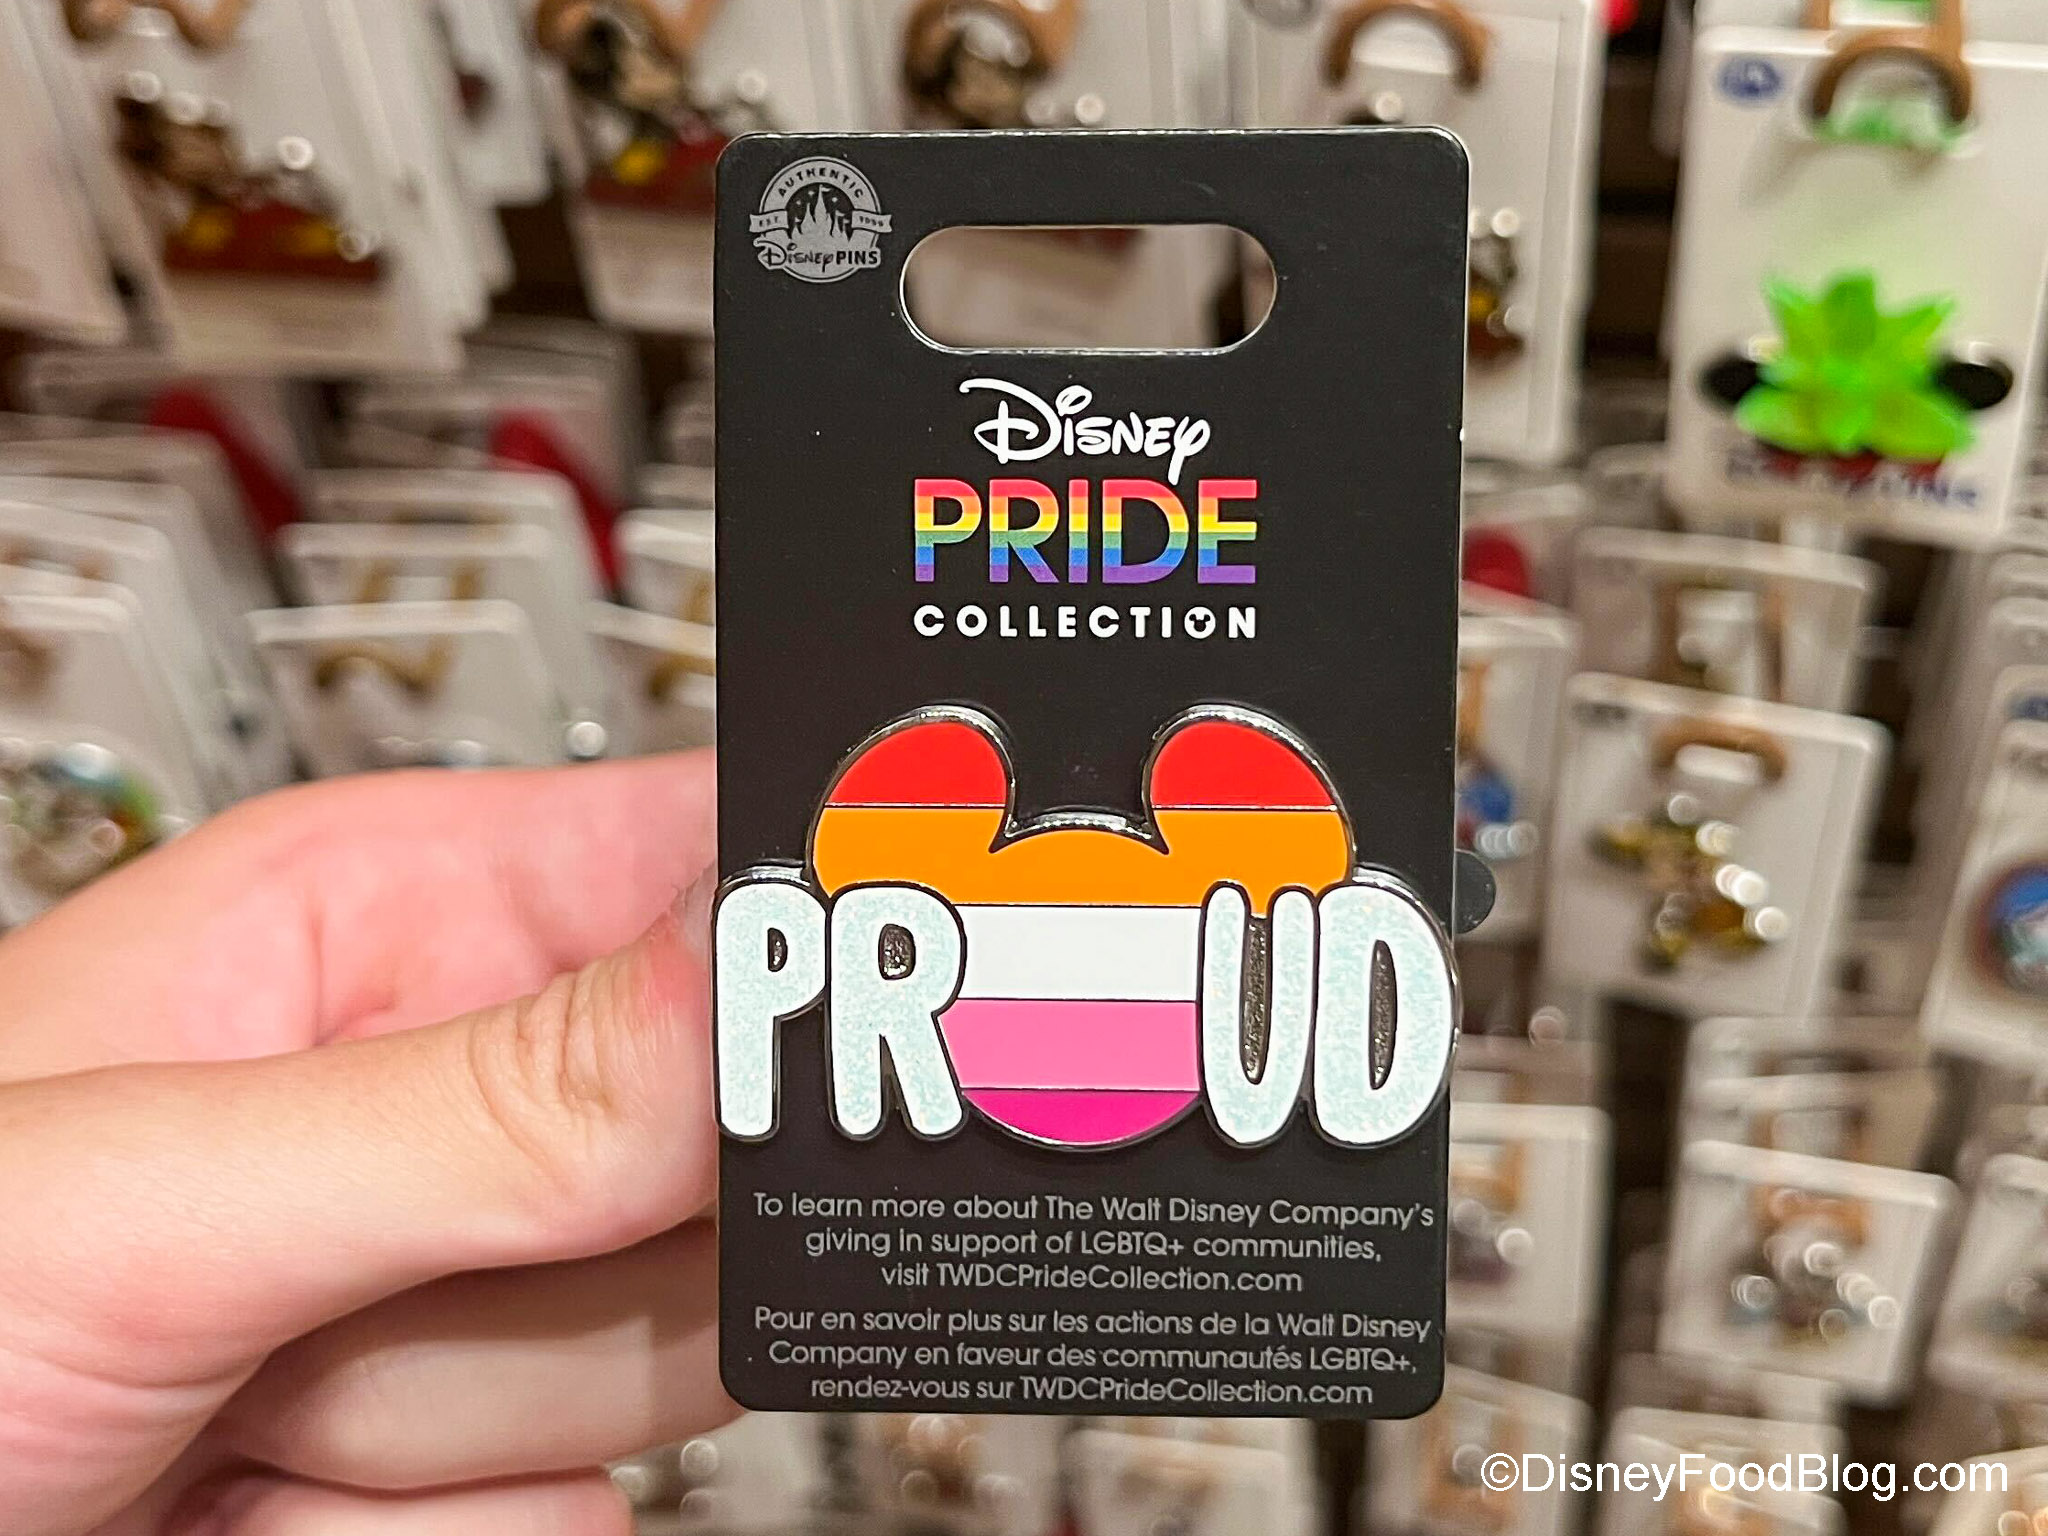 AUTHENTIC
EST. 1999
Disney PINS
Disney
PRIDE
COLLECTION
PROUD
To learn more about The Walt Disney Company's
giving in support of LGBTQ+ communities,
visit TWDCPrideCollection.com
Pour en savoir plus sur les actions de la Walt Disney
Company en faveur des communautés LGBTQ+,
rendez-vous sur TWDCPrideCollection.com
©DisneyFoodBlog.com